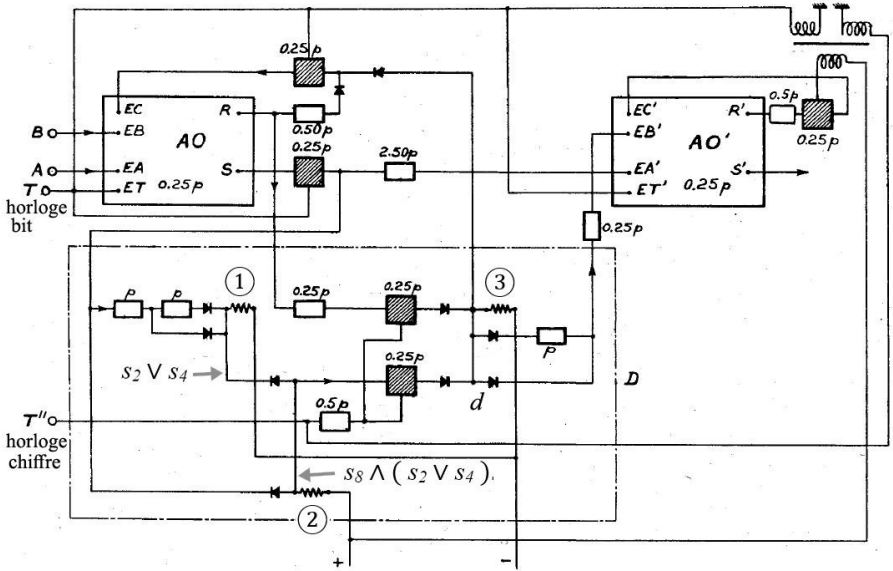 0.25p
EC
R
B
EB
AO
0.50p
0.25p
A
EA
S
2.50p
T
ET
0.25p
horloge
bit
EC'
R'
0.5p
EB'
AO'
0.25p
EA'
S'
ET'
0.25p
0.25p
1
3
p
p
0.25p
0.25p
p
s2 ∨ s4
0.25p
d
D
T"
0.5p
horloge
chiffre
s8 ∧ ( s2 ∨ s4 )
2
+
−